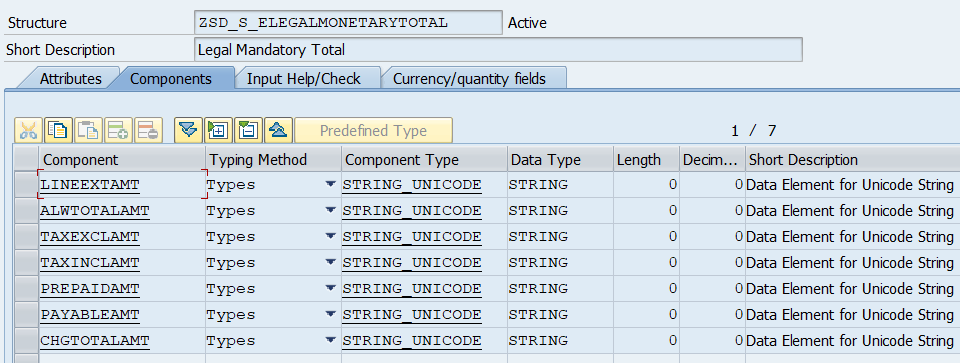 Structure ZSD_S_ELEGALMONETARYTOTAL Active
Short Description Legal Mandatory Total
Attributes Components Input Help/Check Currency/quantity fields
Predefined Type 1 / 7
Component Typing Method Component Type Data Type Length Decim... Short Description
LINEEXTAMT Types STRING_UNICODE STRING 0 0 Data Element for Unicode String
ALWTOTALAMT Types STRING_UNICODE STRING 0 0 Data Element for Unicode String
TAXEXCLAMT Types STRING_UNICODE STRING 0 0 Data Element for Unicode String
TAXINCLAMT Types STRING_UNICODE STRING 0 0 Data Element for Unicode String
PREPAIDAMT Types STRING_UNICODE STRING 0 0 Data Element for Unicode String
PAYABLEAMT Types STRING_UNICODE STRING 0 0 Data Element for Unicode String
CHGTOTALAMT Types STRING_UNICODE STRING 0 0 Data Element for Unicode String